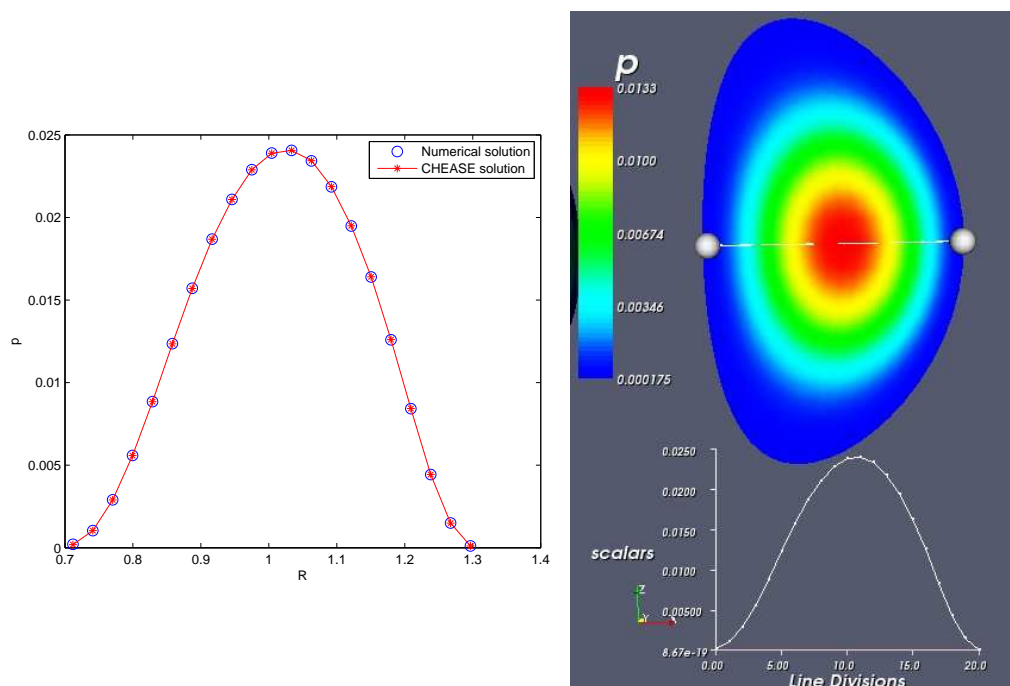 0.025
0.02
0.015
0.01
0.005
0
p
0.7
0.8
0.9
1
1.1
1.2
1.3
1.4
R
Numerical solution
CHEASE solution
p
0.0133
0.0100
0.00674
0.00346
0.000175
0.0250
0.0200
0.0150
0.0100
0.00500
8.67e-19
scalars
Z
Y
X
0.00
5.00
10.0
15.0
20.0
Line Divisions